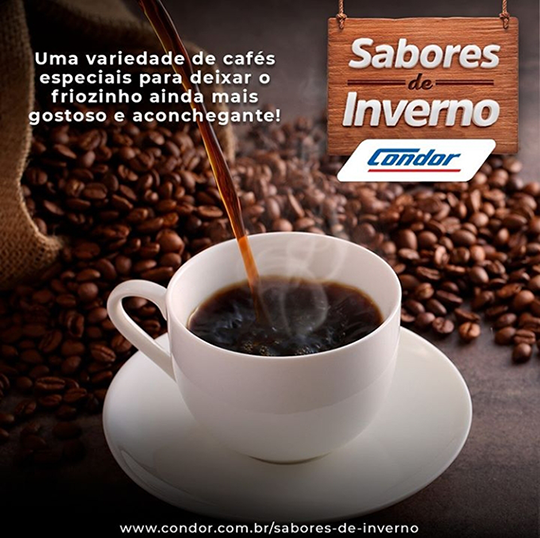 Uma variedade de cafés
especiais para deixar o
friozinho ainda mais
gostoso e aconchegante!
Sabores
de
Inverno
Condor
www.condor.com.br/sabores-de-inverno